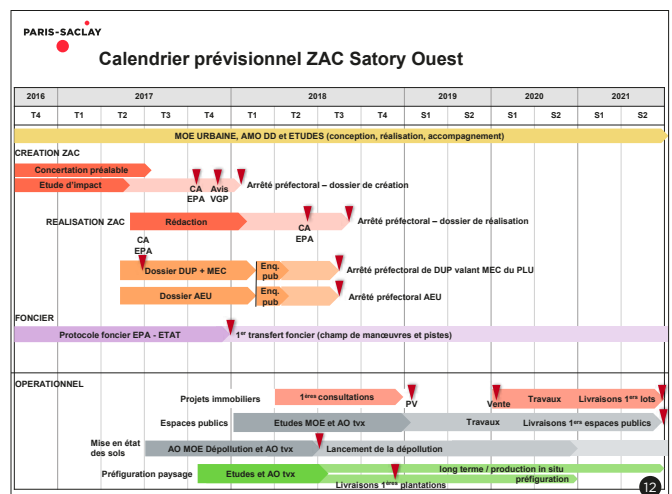 PARIS-SACLAY
Calendrier prévisionnel ZAC Satory Ouest
2016 2017 2018 2019 2020 2021
T4 T1 T2 T3 T4 T1 T2 T3 T4 S1 S2 S1 S2 S1 S2
MOE URBAINE, AMO DD et ETUDES (conception, réalisation, accompagnement)
CREATION ZAC
Concertation préalable
Etude d'impact
CA
EPA
Avis
VGP
Arrêté préfectoral – dossier de création
REALISATION ZAC
Rédaction
CA
EPA
Arrêté préfectoral – dossier de réalisation
CA
EPA
Dossier DUP + MEC
Enq.
pub
Arrêté préfectoral de DUP valant MEC du PLU
Dossier AEU
Enq.
pub
Arrêté préfectoral AEU
FONCIER
Protocole foncier EPA - ETAT
1er transfert foncier (champ de manœuvres et pistes)
OPERATIONNEL
Projets immobiliers
1ères consultations
PV
Vente
Travaux
Livraisons 1ers lots
Espaces publics
Etudes MOE et AO tvx
Travaux
Livraisons 1ers espaces publics
Mise en état
des sols
AO MOE Dépollution et AO tvx
Lancement de la dépollution
Préfiguration paysage
Etudes et AO tvx
long terme / production in situ
préfiguration
Livraisons 1ères plantations
12